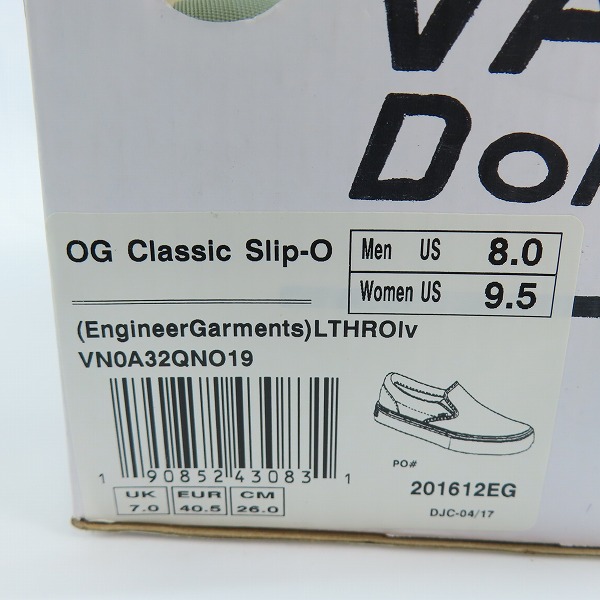 VA
Do
OG Classic Slip-O
Men US 8.0
Women US 9.5
(EngineerGarments)LTHROlv
VN0A32QNO19
1 90852 43083 1
PO#
201612EG
DJC-04/17
UK EUR CM
7.0 40.5 26.0